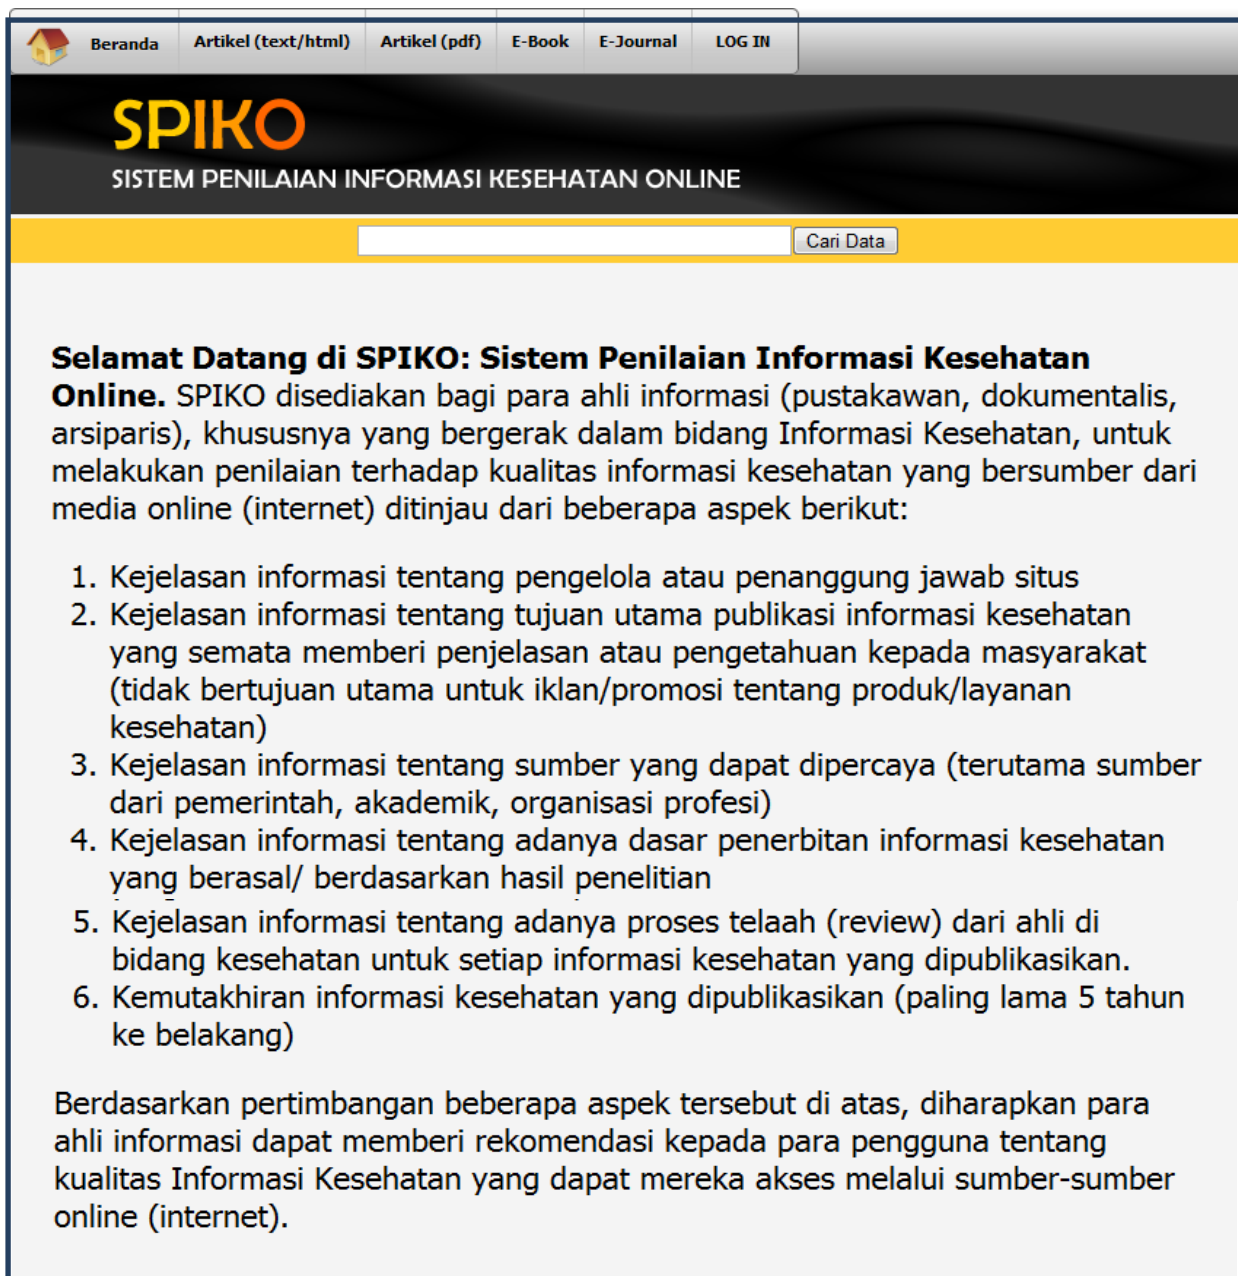 Beranda Artikel (text/html) Artikel (pdf) E-Book E-Journal LOG IN
SPIKO
SISTEM PENILAIAN INFORMASI KESEHATAN ONLINE
Cari Data
Selamat Datang di SPIKO: Sistem Penilaian Informasi Kesehatan
Online. SPIKO disediakan bagi para ahli informasi (pustakawan, dokumentalis,
arsiparis), khususnya yang bergerak dalam bidang Informasi Kesehatan, untuk
melakukan penilaian terhadap kualitas informasi kesehatan yang bersumber dari
media online (internet) ditinjau dari beberapa aspek berikut:
1. Kejelasan informasi tentang pengelola atau penanggung jawab situs
2. Kejelasan informasi tentang tujuan utama publikasi informasi kesehatan
yang semata memberi penjelasan atau pengetahuan kepada masyarakat
(tidak bertujuan utama untuk iklan/promosi tentang produk/layanan
kesehatan)
3. Kejelasan informasi tentang sumber yang dapat dipercaya (terutama sumber
dari pemerintah, akademik, organisasi profesi)
4. Kejelasan informasi tentang adanya dasar penerbitan informasi kesehatan
yang berasal/ berdasarkan hasil penelitian
5. Kejelasan informasi tentang adanya proses telaah (review) dari ahli di
bidang kesehatan untuk setiap informasi kesehatan yang dipublikasikan.
6. Kemutakhiran informasi kesehatan yang dipublikasikan (paling lama 5 tahun
ke belakang)
Berdasarkan pertimbangan beberapa aspek tersebut di atas, diharapkan para
ahli informasi dapat memberi rekomendasi kepada para pengguna tentang
kualitas Informasi Kesehatan yang dapat mereka akses melalui sumber-sumber
online (internet).